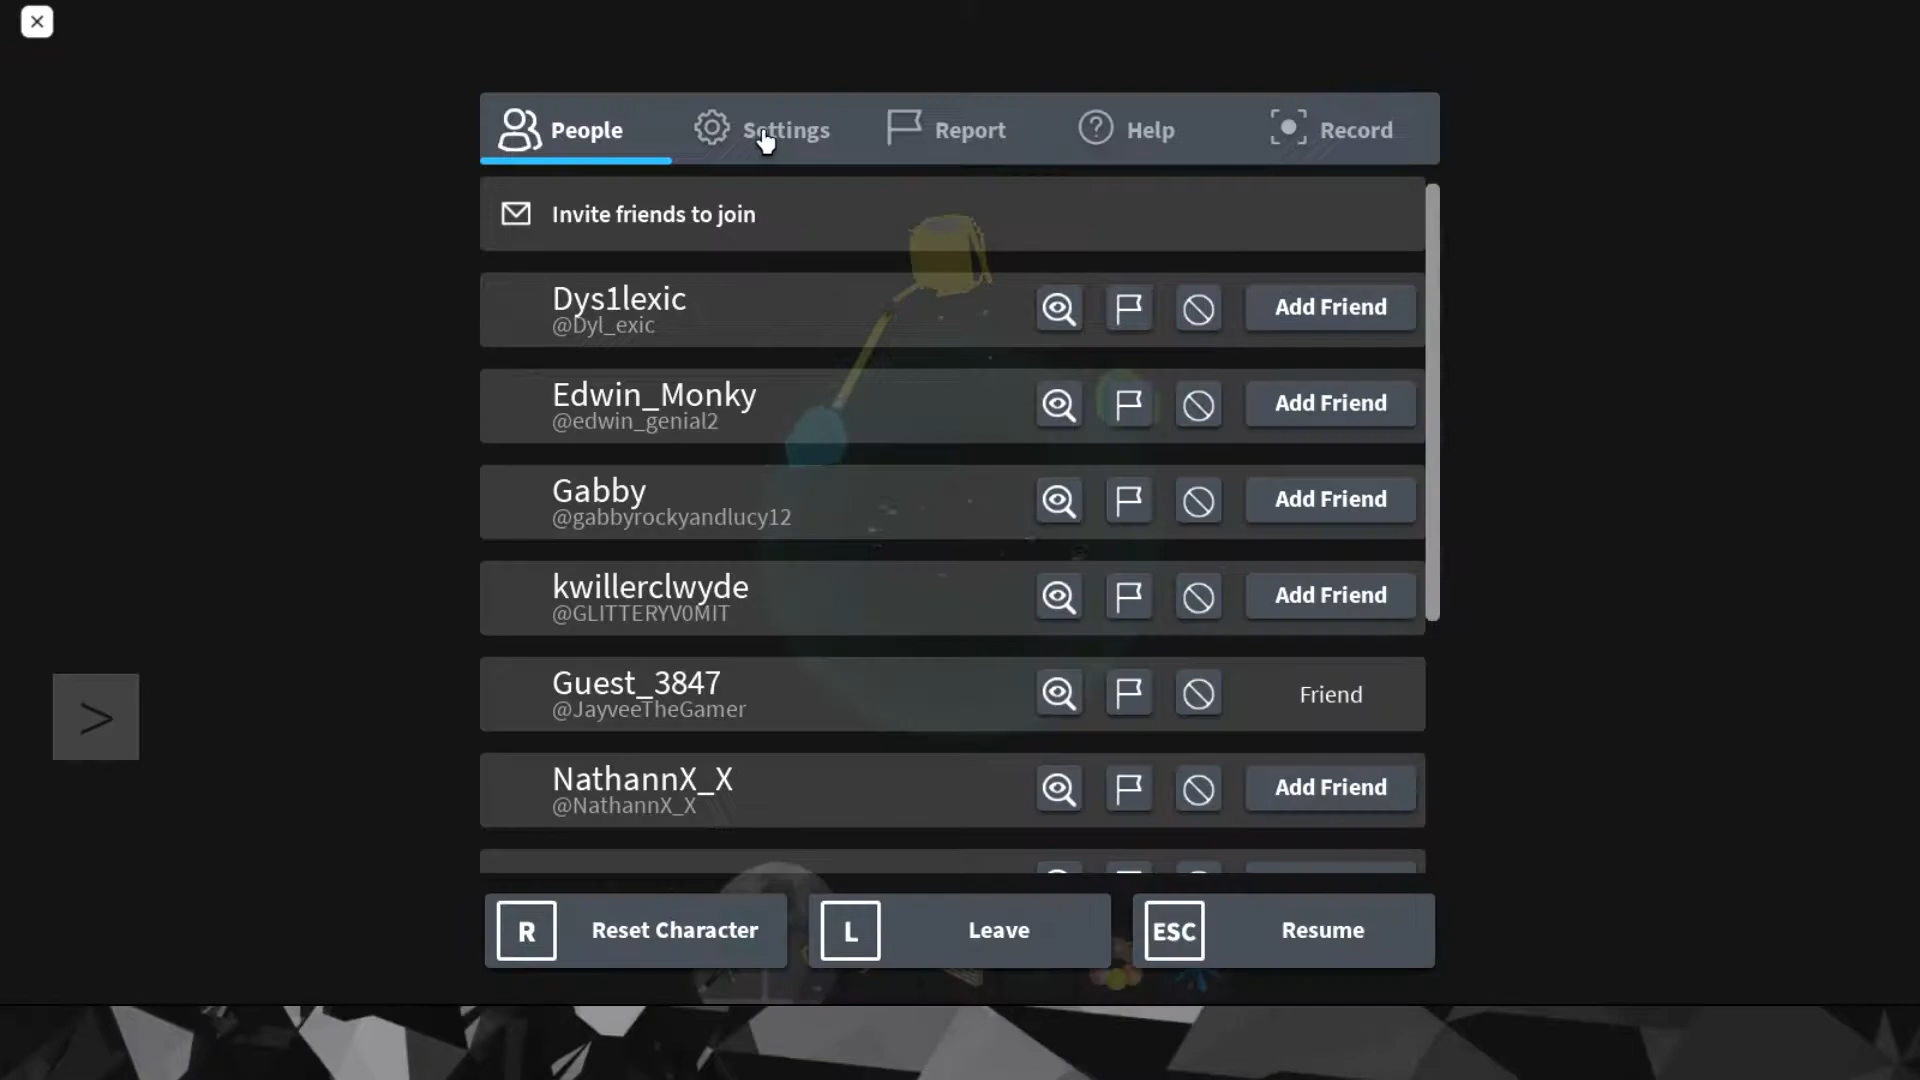 People Settings Report Help Record
Invite friends to join
Dys1lexic
@Dyl_exic
Add Friend
Edwin_Monky
@edwin_genial2
Add Friend
Gabby
@gabbyrockyandlucy12
Add Friend
kwillerclwyde
@GLITTERYV0MIT
Add Friend
Guest_3847
@JayveeTheGamer
Friend
>
NathannX_X
@NathannX_X
Add Friend
R Reset Character L Leave ESC Resume